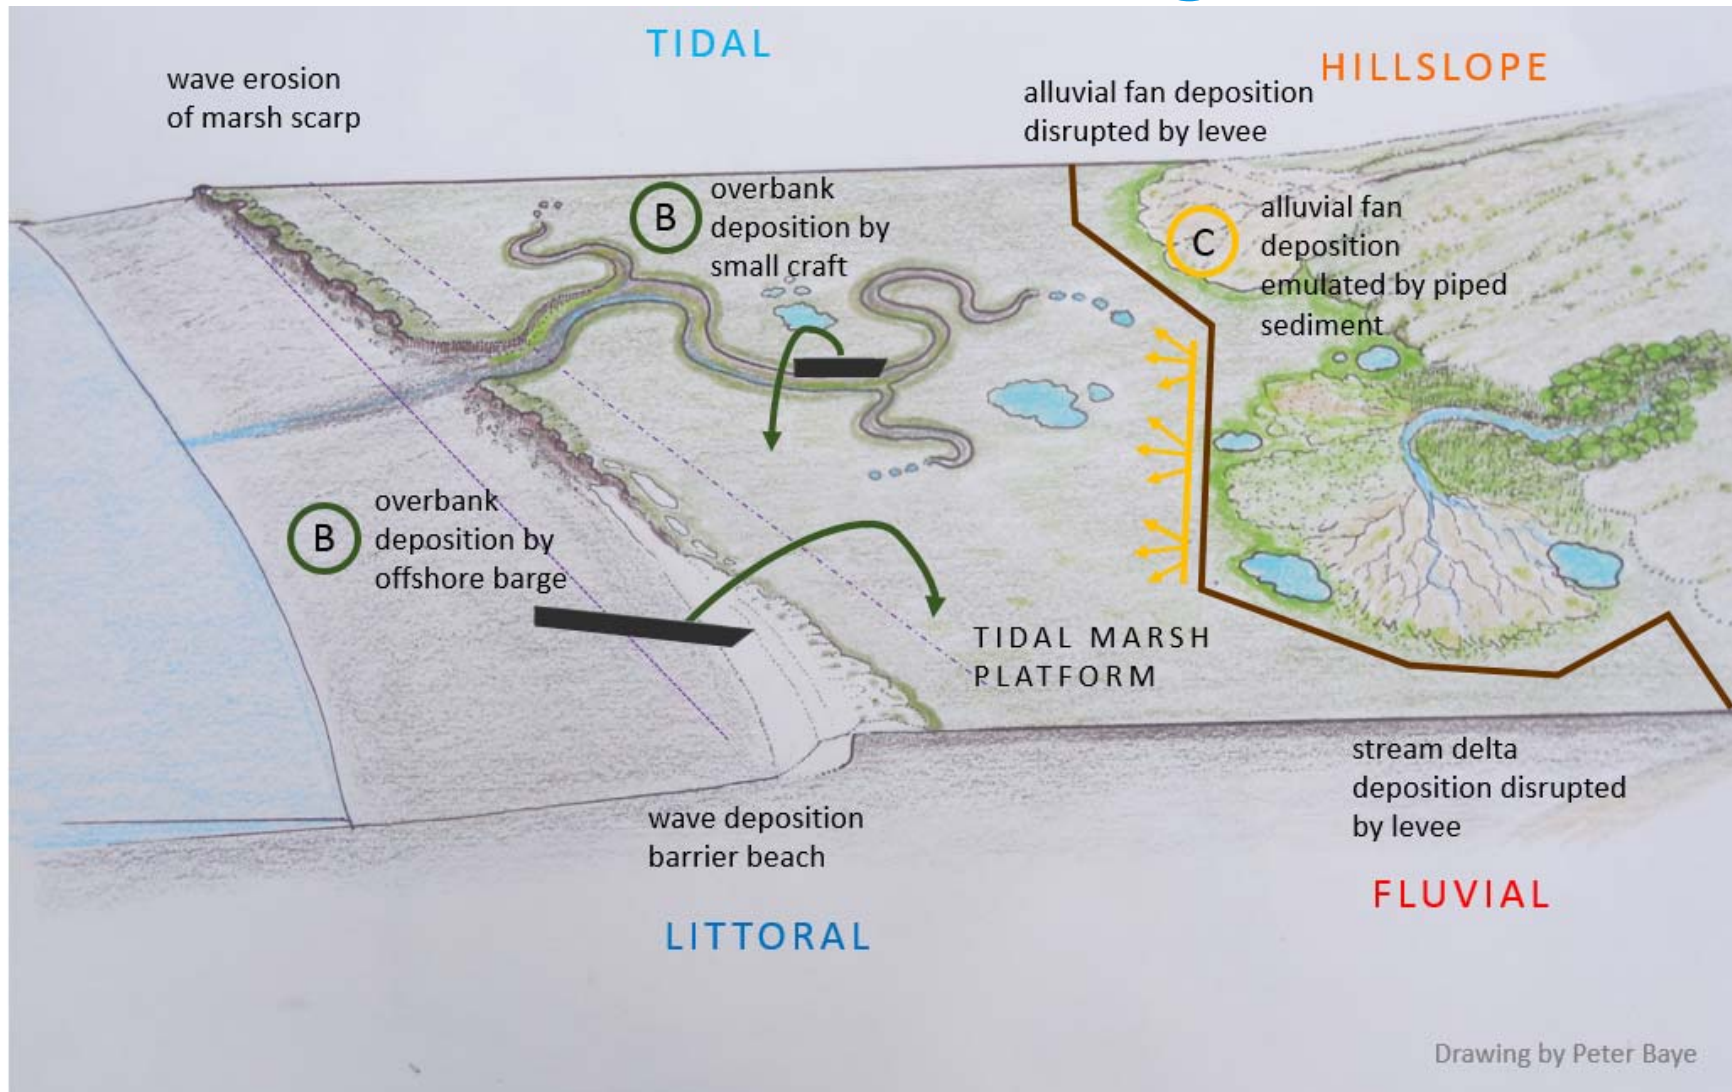 TIDAL
HILLSLOPE
wave erosion
of marsh scarp
alluvial fan deposition
disrupted by levee
B
overbank
deposition by
small craft
C
alluvial fan
deposition
emulated by piped
sediment
B
overbank
deposition by
offshore barge
TIDAL MARSH
PLATFORM
wave deposition
barrier beach
stream delta
deposition disrupted
by levee
LITTORAL
FLUVIAL
Drawing by Peter Baye